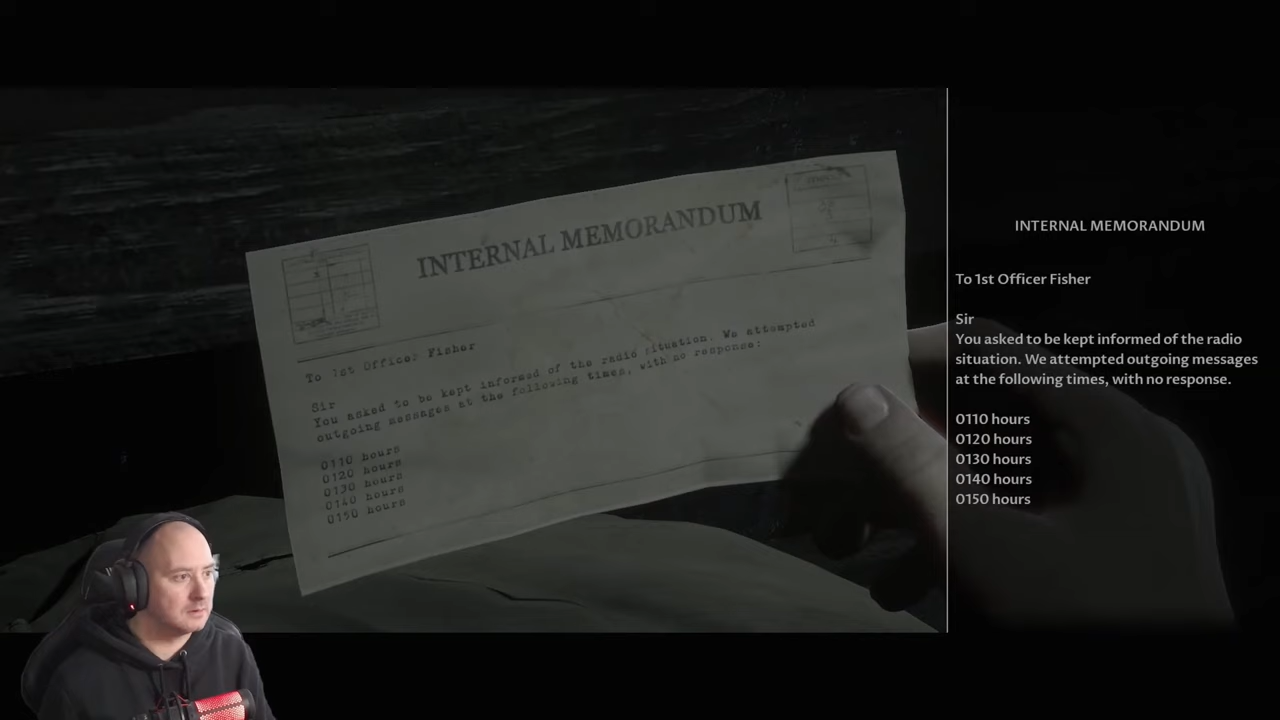 INTERNAL MEMORANDUM
To 1st Officer Fisher
Sir
You asked to be kept informed of the radio situation. We attempted
outgoing messages at the following times, with no response:
0110 hours
0120 hours
0130 hours
0140 hours
0150 hours
INTERNAL MEMORANDUM
To 1st Officer Fisher
Sir
You asked to be kept informed of the radio
situation. We attempted outgoing messages
at the following times, with no response.
0110 hours
0120 hours
0130 hours
0140 hours
0150 hours